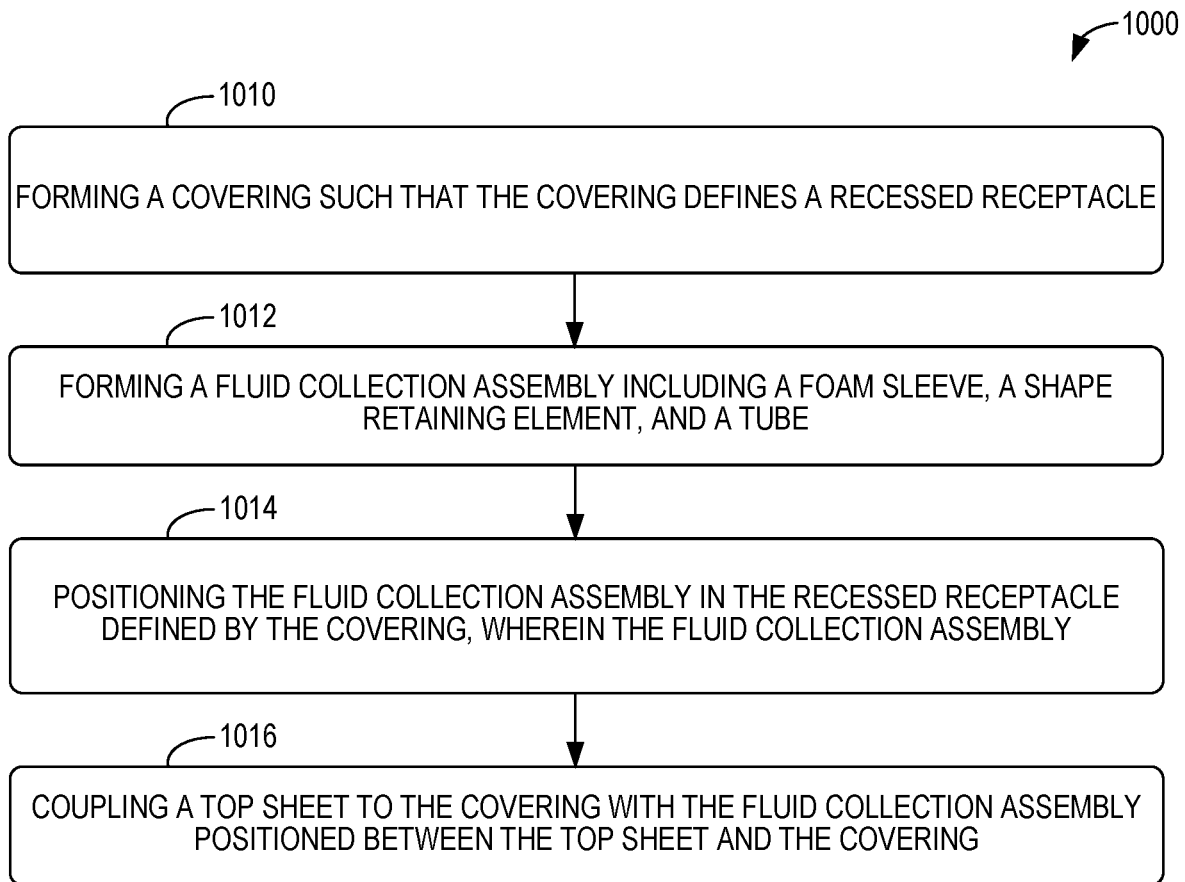 1000
1010
FORMING A COVERING SUCH THAT THE COVERING DEFINES A RECESSED RECEPTACLE
1012
FORMING A FLUID COLLECTION ASSEMBLY INCLUDING A FOAM SLEEVE, A SHAPE
RETAINING ELEMENT, AND A TUBE
1014
POSITIONING THE FLUID COLLECTION ASSEMBLY IN THE RECESSED RECEPTACLE
DEFINED BY THE COVERING, WHEREIN THE FLUID COLLECTION ASSEMBLY
1016
COUPLING A TOP SHEET TO THE COVERING WITH THE FLUID COLLECTION ASSEMBLY
POSITIONED BETWEEN THE TOP SHEET AND THE COVERING